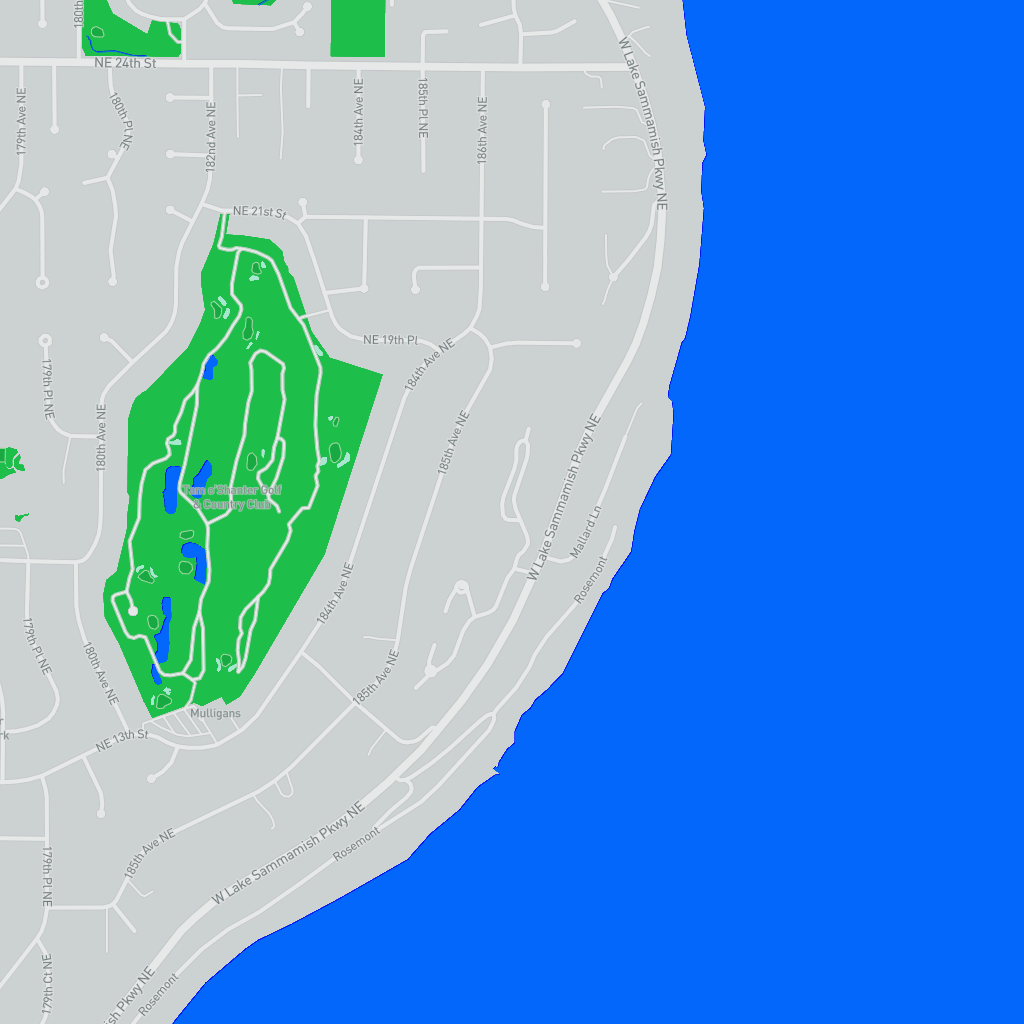 180th
NE 24th St
W Lake Sammamish Pkwy NE
179th Ave NE
180th Pl NE
182nd Ave NE
184th Ave NE
185th Pl NE
186th Ave NE
NE 21st St
NE 19th Pl
184th Ave NE
179th Pl NE
180th Ave NE
185th Ave NE
W Lake Sammamish Pkwy NE
Tam o'Shanter Golf
& Country Club
Mallard Ln
Rosemont
184th Ave NE
179th Pl NE
180th Ave NE
185th Ave NE
Mulligans
NE 13th St
W Lake Sammamish Pkwy NE
185th Ave NE
Rosemont
179th Pl NE
179th Ct NE
Pkwy NE
Rosemont